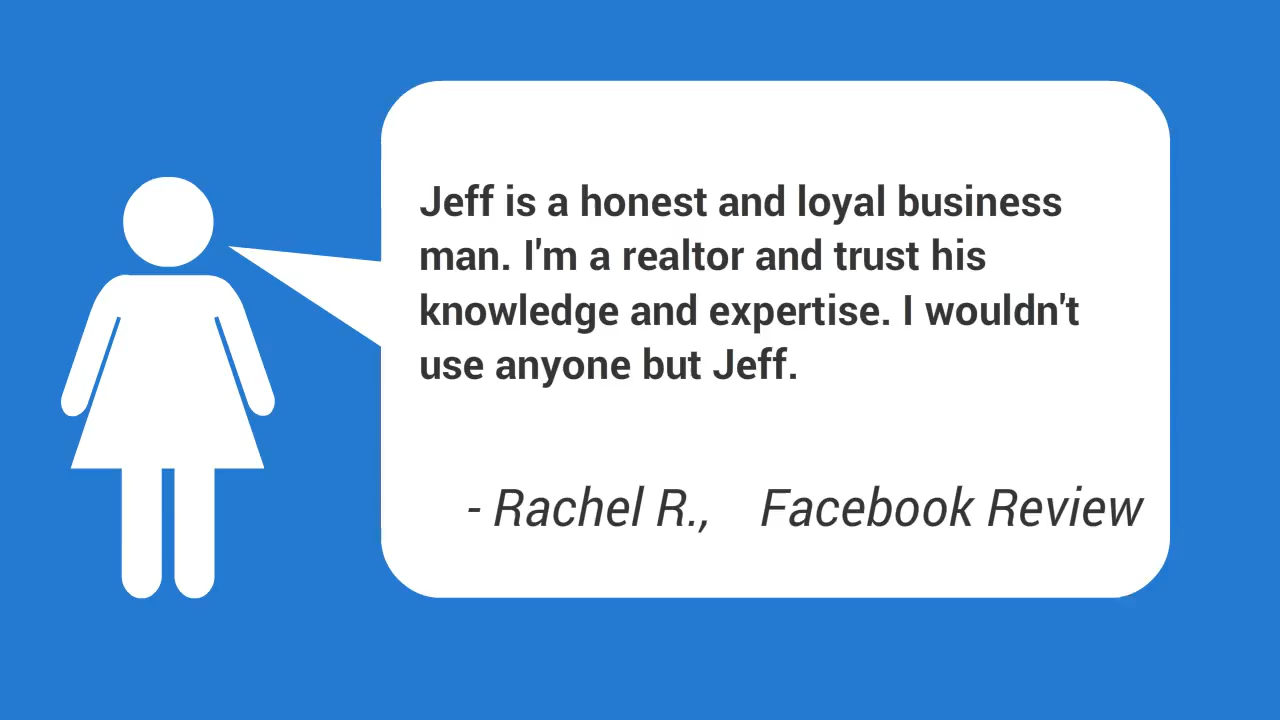 Jeff is a honest and loyal business
man. I'm a realtor and trust his
knowledge and expertise. I wouldn't
use anyone but Jeff.
- Rachel R., Facebook Review